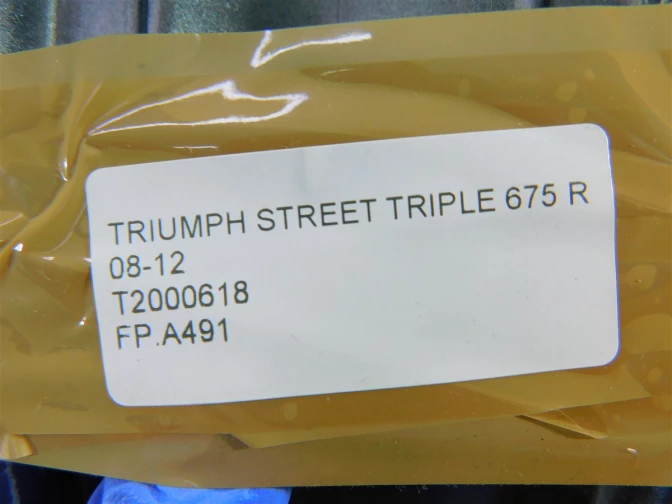 TRIUMPH STREET TRIPLE 675 R
08-12
T2000618
FP.A491